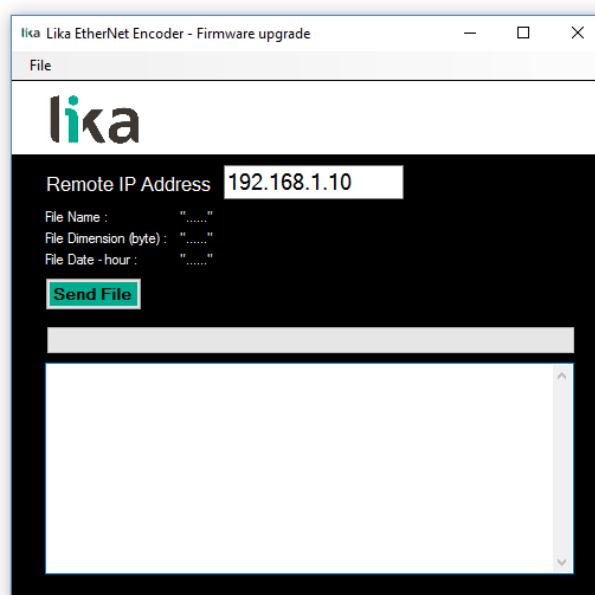 lika Lika EtherNet Encoder - Firmware upgrade
File
lika
Remote IP Address 192.168.1.10
File Name : "......"
File Dimension (byte) : "......"
File Date - hour : "......"
Send File